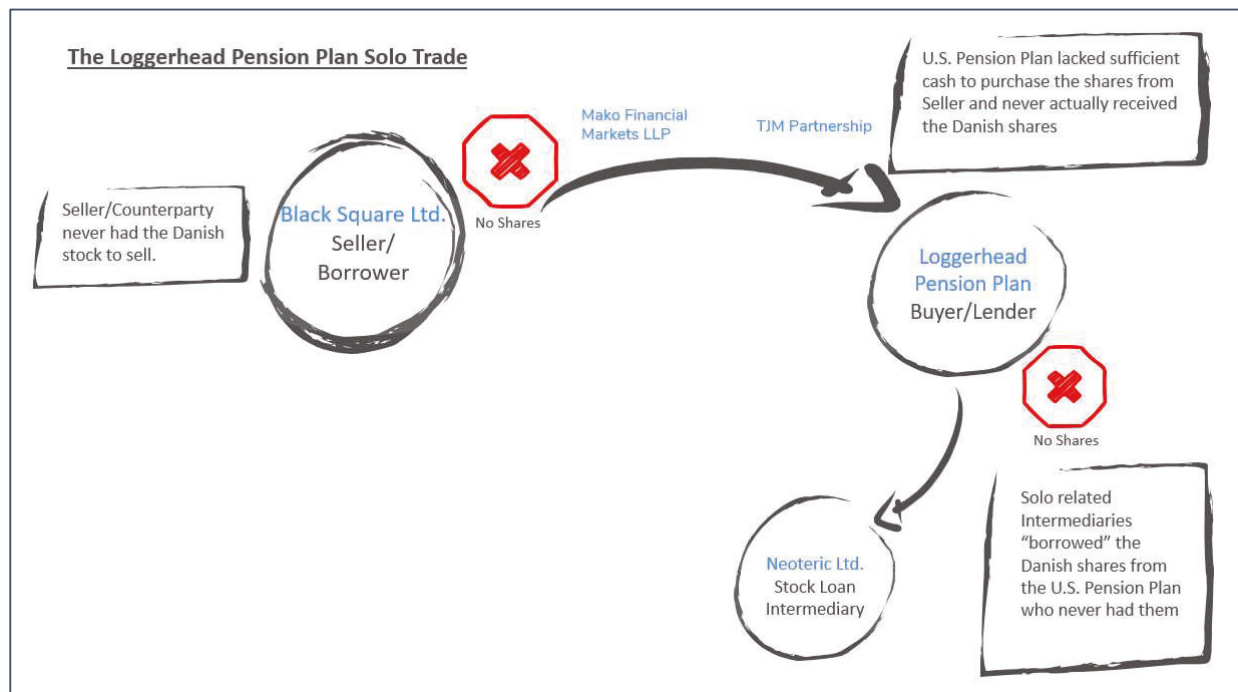 The Loggerhead Pension Plan Solo Trade
U.S. Pension Plan lacked sufficient
cash to purchase the shares from
Seller and never actually received
the Danish shares
Mako Financial
Markets LLP
TJM Partnership
Seller/Counterparty
never had the Danish
stock to sell.
Black Square Ltd.
Seller/
Borrower
No Shares
Loggerhead
Pension Plan
Buyer/Lender
No Shares
Neoteric Ltd.
Stock Loan
Intermediary
Solo related
Intermediaries
“borrowed” the
Danish shares from
the U.S. Pension Plan
who never had them